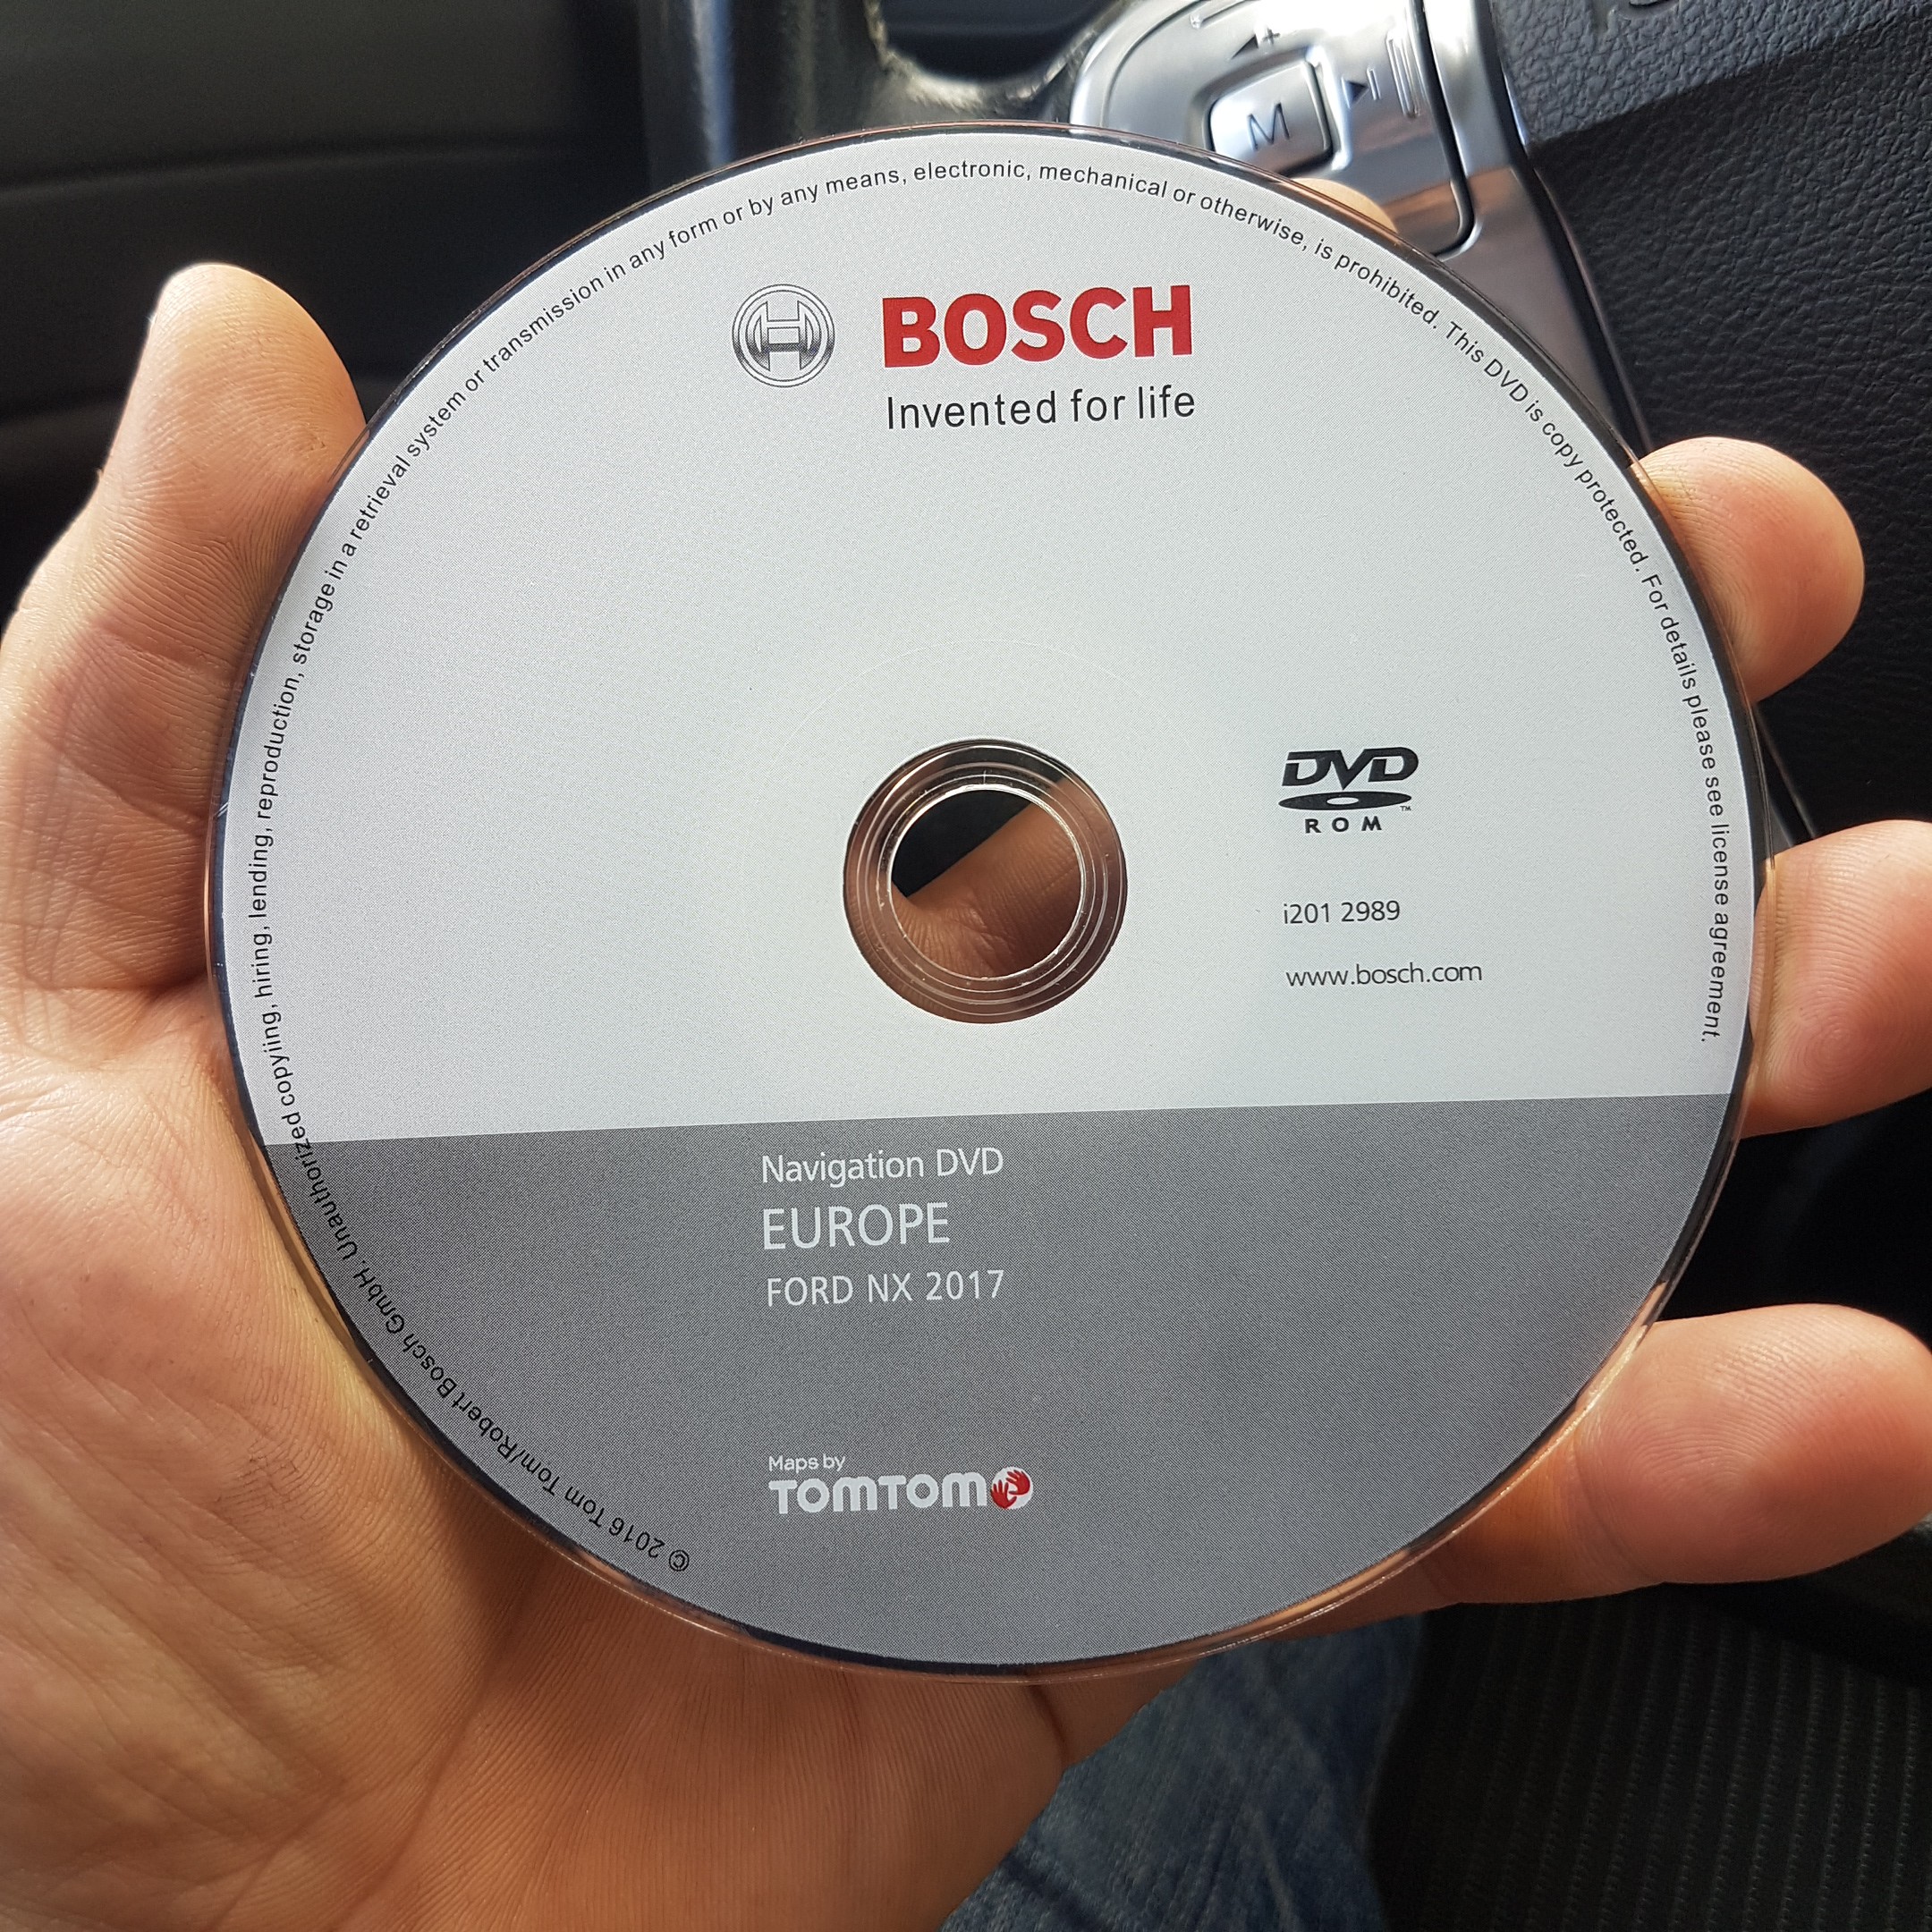 M
© 2016 Tom Tom/Robert Bosch GmbH. Unauthorized copyiing, hiring, lending, reproduction, storage in a retrieval system or transmission in any form or by any means, electronic, mechanical or otherwise, is prohibited. This DVD is copy protected. For details please see license agreement.
BOSCH
Invented for life
DVD
ROM
i201 2989
www.bosch.com
Navigation DVD
EUROPE
FORD NX 2017
Maps by
TOMTOM